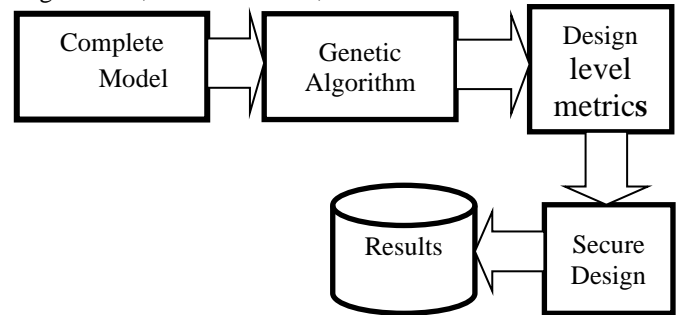 Complete
Model
Genetic
Algorithm
Design
level
metrics
Results
Secure
Design